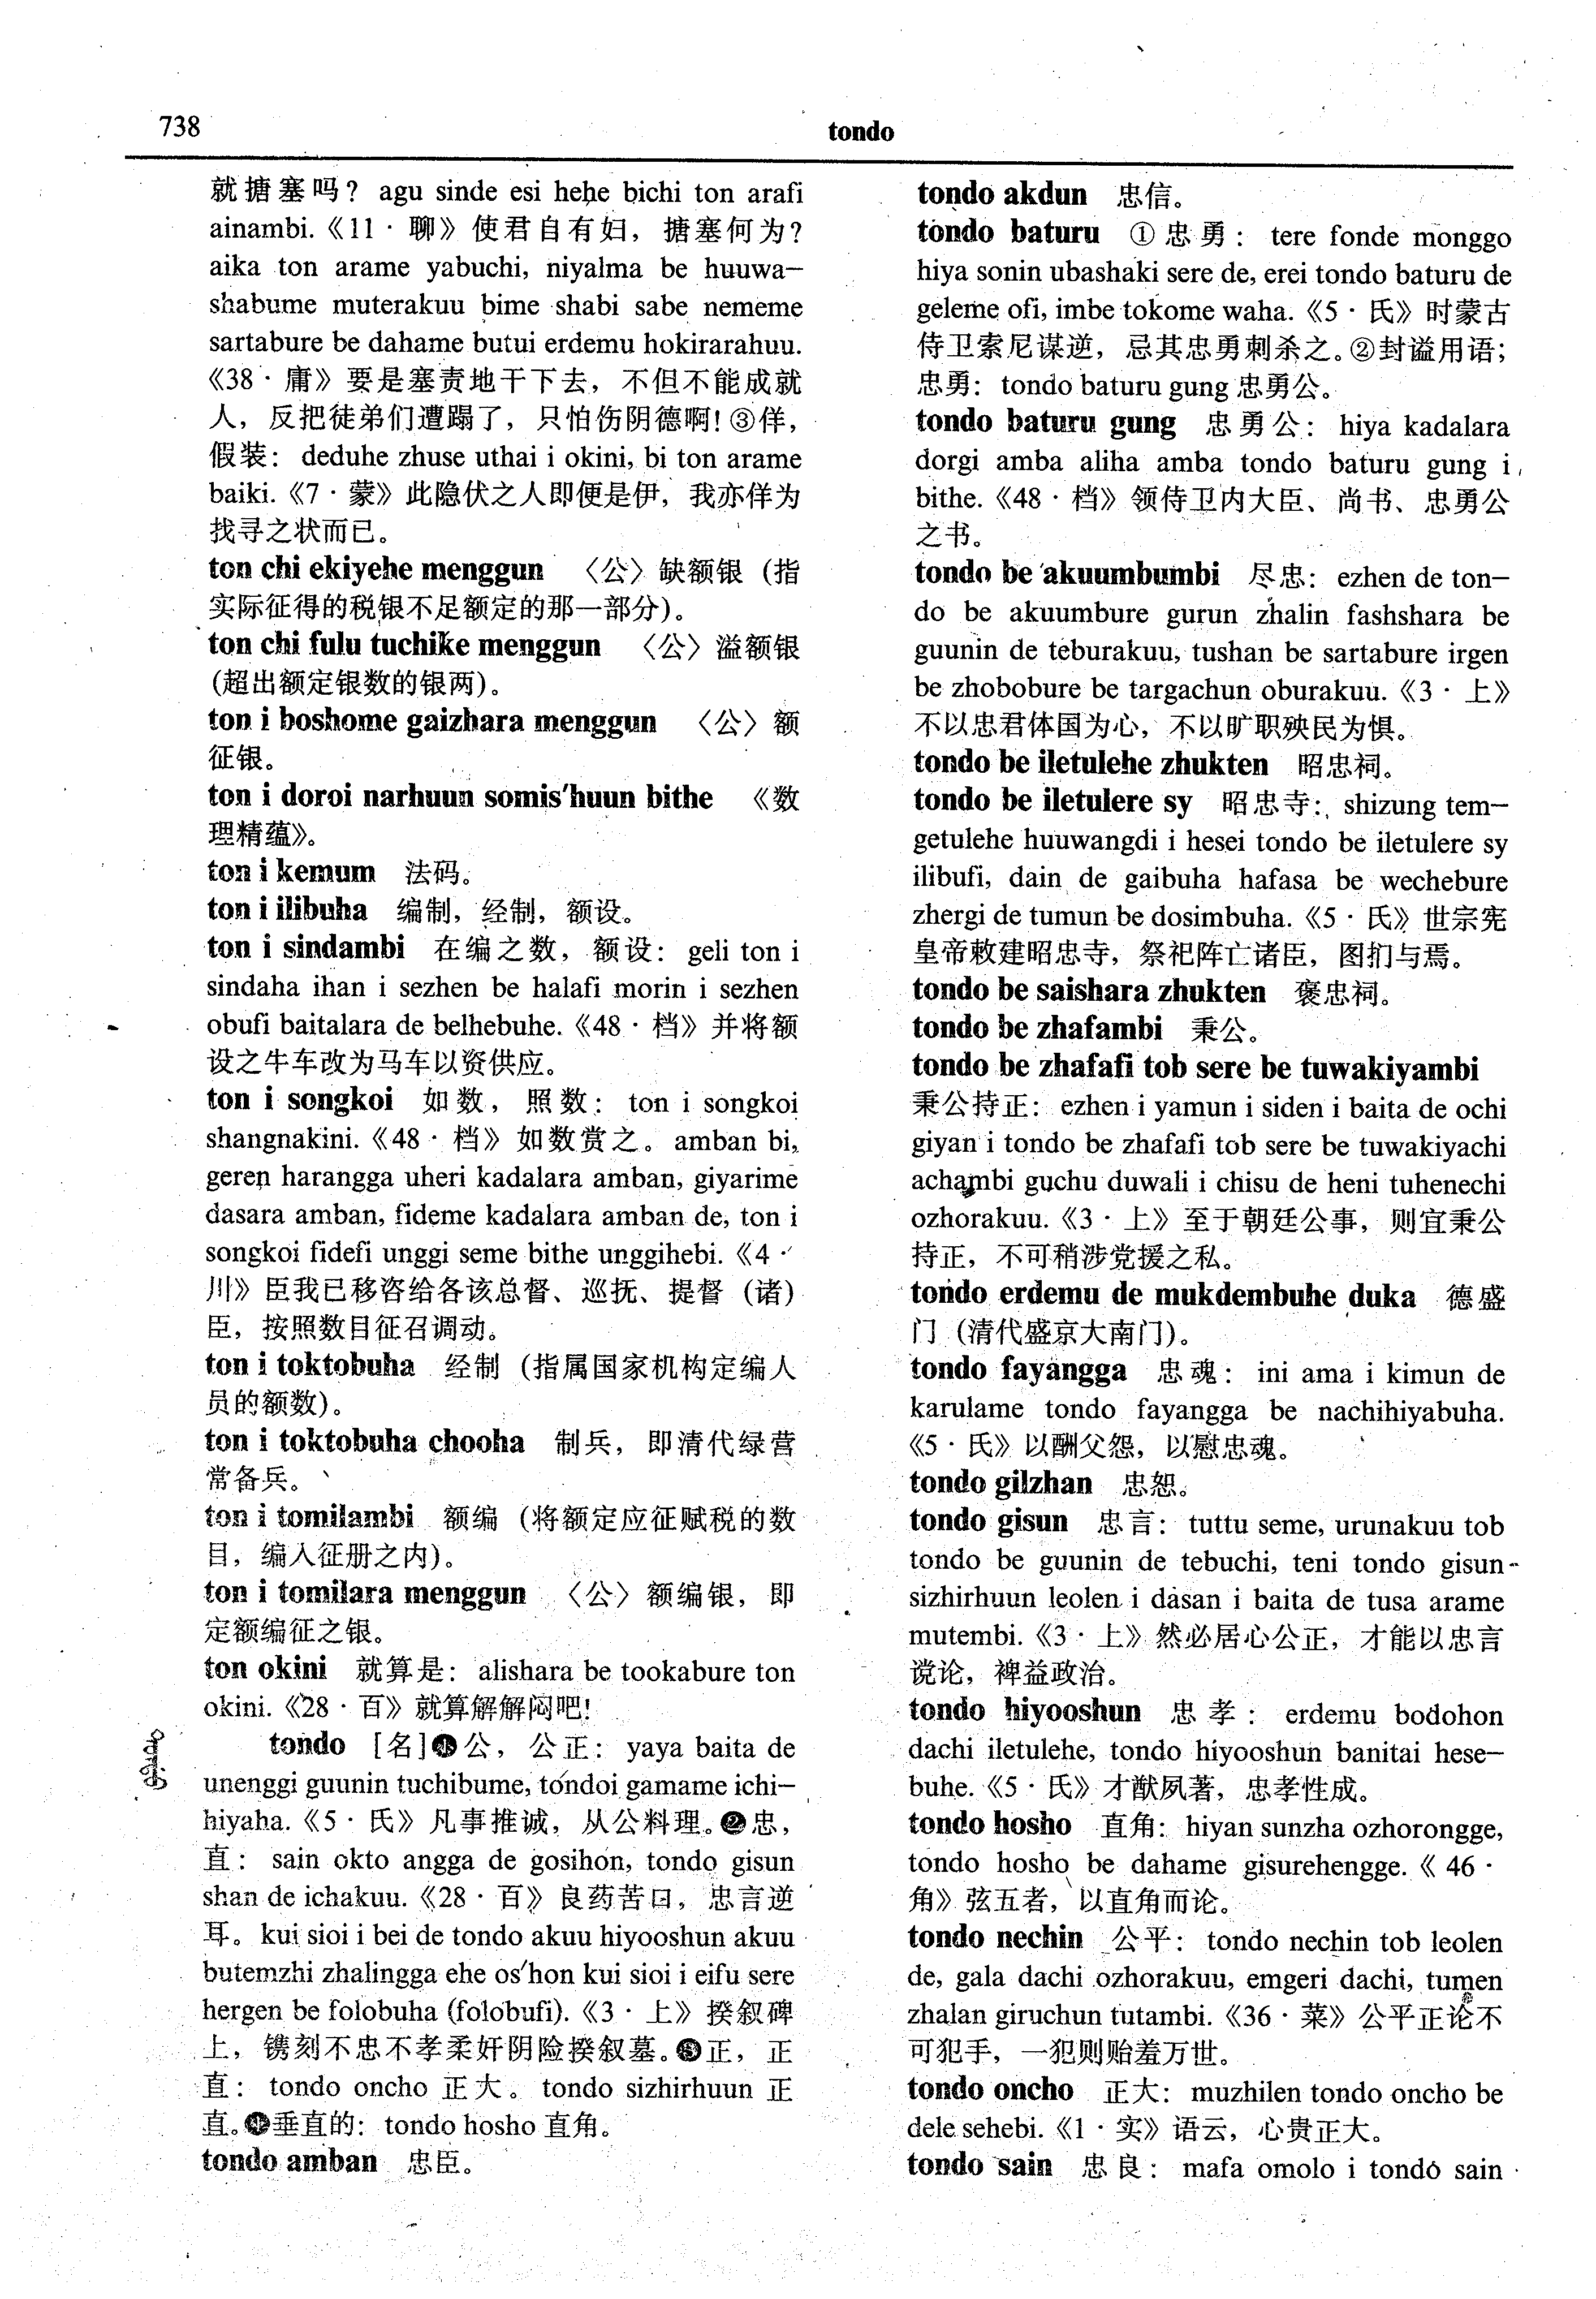 738
tondo
就搪塞吗? agu sinde esi hehe bichi ton arafi
ainambi.《11 · 聊》使君自有妇，搪塞何为?
aika ton arame yabuchi, niyalma be huuwa-
shabume muterakuu bime shabi sabe nememe
sartabure be dahame butui erdemu hokirarahuu.
《38 · 庸》要是塞责地干下去，不但不能成就
人，反把徒弟们遭蹋了，只怕伤阴德啊!③佯，
假装： deduhe zhuse uthai i okini, bi ton arame
baiki.《7 · 蒙》此隐伏之人即便是伊，我亦佯为
找寻之状而已。
ton chi ekiyehe menggun 〈公〉缺额银（指
实际征得的税银不足额定的那一部分）。
ton chi fulu tuchike menggun 〈公〉溢额银
（超出额定银数的银两）。
ton i boshome gaizhara menggun 〈公〉额
征银。
ton i doroi narhuun somis'huun bithe 《数
理精蕴》。
ton i kemum 法码。
ton i ilibuha 编制，经制，额设。
ton i sindambi 在编之数，额设： geli ton i
sindaha ihan i sezhen be halafi morin i sezhen
obufi baitalara de belhebuhe.《48 · 档》并将额
设之牛车改为马车以资供应。
ton i songkoi 如数，照数： ton i songkoi
shangnakini.《48 · 档》如数赏之。amban bi,
geren harangga uheri kadalara amban, giyarime
dasara amban, fideme kadalara amban de, ton i
songkoi fidefi unggi seme bithe unggihebi.《4 ·
川》臣我已移咨给各该总督、巡抚、提督（诸）
臣，按照数目征召调动。
ton i toktobuha 经制（指属国家机构定编人
员的额数）。
ton i toktobuha chooha 制兵，即清代绿营
常备兵。
ton i tomilambi 额编（将额定应征赋税的数
目，编入征册之内）。
ton i tomilara menggun 〈公〉额编银，即
定额编征之银。
ton okini 就算是： alishara be tookabure ton
okini.《28 · 百》就算解解闷吧!
tondo [名]❶公，公正： yaya baita de
unenggi guunin tuchibume, tondoi gamame ichi-
hiyaha.《5 · 氏》凡事推诚，从公料理。❷忠，
直： sain okto angga de gosihon, tondo gisun
shan de ichakuu.《28 · 百》良药苦口，忠言逆
耳。kui sioi i bei de tondo akuu hiyooshun akuu
butemzhi zhalingga ehe os'hon kui sioi i eifu sere
hergen be folobuha (folobufi).《3 · 上》揆叙碑
上，镌刻不忠不孝柔奸阴险揆叙墓。❸正，正
直： tondo oncho 正大。tondo sizhirhuun 正
直。❹垂直的： tondo hosho 直角。
tondo amban 忠臣。
tondo akdun 忠信。
tondo baturu ①忠勇： tere fonde monggo
hiya sonin ubashaki sere de, erei tondo baturu de
geleme ofi, imbe tokome waha.《5 · 氏》时蒙古
侍卫索尼谋逆，忌其忠勇刺杀之。②封谥用语；
忠勇： tondo baturu gung 忠勇公。
tondo baturu gung 忠勇公： hiya kadalara
dorgi amba aliha amba tondo baturu gung i
bithe.《48 · 档》领侍卫内大臣、尚书、忠勇公
之书。
tondo be akuumbumbi 尽忠： ezhen de ton-
do be akuumbure gurun zhalin fashshara be
guunin de teburakuu, tushan be sartabure irgen
be zhobobure be targachun oburakuu.《3 · 上》
不以忠君体国为心，不以旷职殃民为惧。
tondo be iletulehe zhukten 昭忠祠。
tondo be iletulere sy 昭忠寺： shizung tem-
getulehe huuwangdi i hesei tondo be iletulere sy
ilibufi, dain de gaibuha hafasa be wechebure
zhergi de tumun be dosimbuha.《5 · 氏》世宗宪
皇帝敕建昭忠寺，祭祀阵亡诸臣，图扪与焉。
tondo be saishara zhukten 褒忠祠。
tondo be zhafambi 秉公。
tondo be zhafafi tob sere be tuwakiyambi
秉公持正： ezhen i yamun i siden i baita de ochi
giyan i tondo be zhafafi tob sere be tuwakiyachi
achambi guchu duwali i chisu de heni tuhenechi
ozhorakuu.《3 · 上》至于朝廷公事，则宜秉公
持正，不可稍涉党援之私。
tondo erdemu de mukdembuhe duka 德盛
门（清代盛京大南门）。
tondo fayangga 忠魂： ini ama i kimun de
karulame tondo fayangga be nachihiyabuha.
《5 · 氏》以酬父怨，以慰忠魂。
tondo gilzhan 忠恕。
tondo gisun 忠言： tuttu seme, urunakuu tob
tondo be guunin de tebuchi, teni tondo gisun
sizhirhuun leolen i dasan i baita de tusa arame
mutembi.《3 · 上》然必居心公正，才能以忠言
谠论，裨益政治。
tondo hiyooshun 忠孝： erdemu bodohon
dachi iletulehe, tondo hiyooshun banitai hese-
buhe.《5 · 氏》才猷夙著，忠孝性成。
tondo hosho 直角： hiyan sunzha ozhorongge,
tondo hosho be dahame gisurehengge.《46 ·
角》弦五者，以直角而论。
tondo nechin 公平： tondo nechin tob leolen
de, gala dachi ozhorakuu, emgeri dachi, tumen
zhalan giruchun tutambi.《36 · 菜》公平正论不
可犯手，一犯则贻羞万世。
tondo oncho 正大： muzhilen tondo oncho be
dele sehebi.《1 · 实》语云，心贵正大。
tondo sain 忠良： mafa omolo i tondo sain